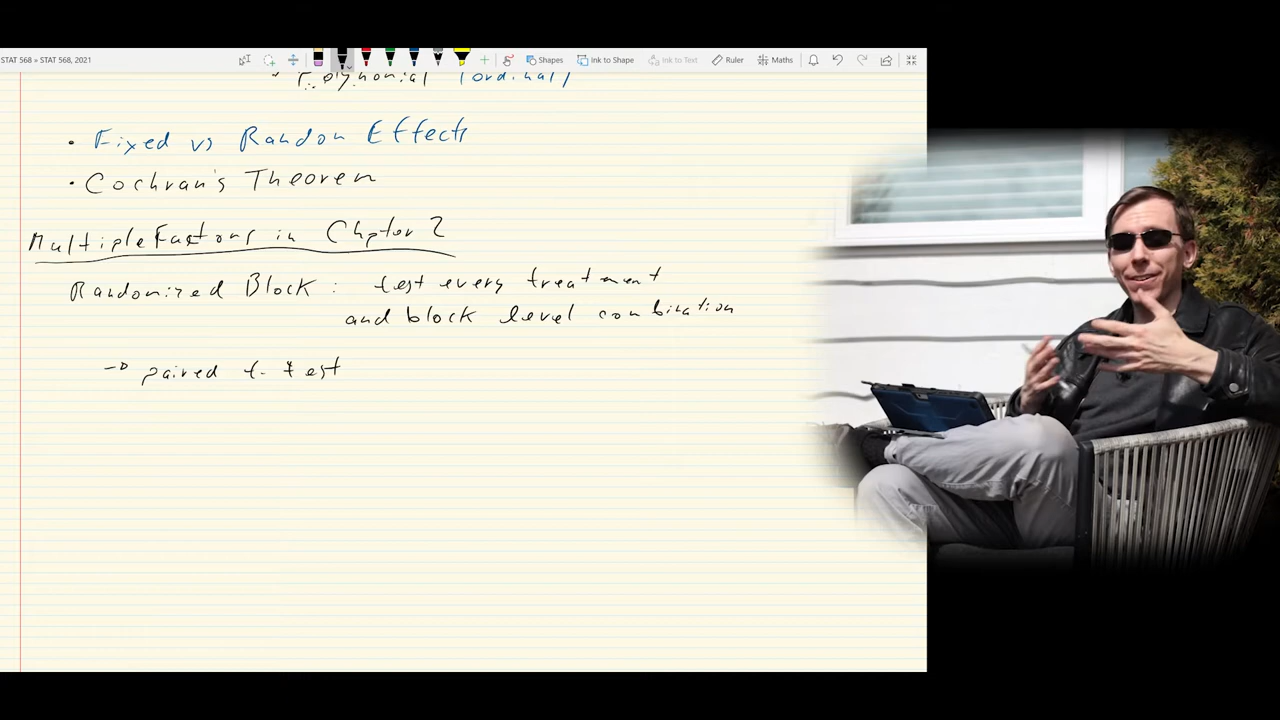 STAT 568 » STAT 568, 2021
Shapes
Ink to Shape
Ink to Text
Ruler
Maths
• Polynomial (ordinal)
• Fixed vs Random Effects
• Cochran's Theorem
Multiple Factors in Chptor 2
Randomized Block : test every treatment
and block level combination
→ paired t-test